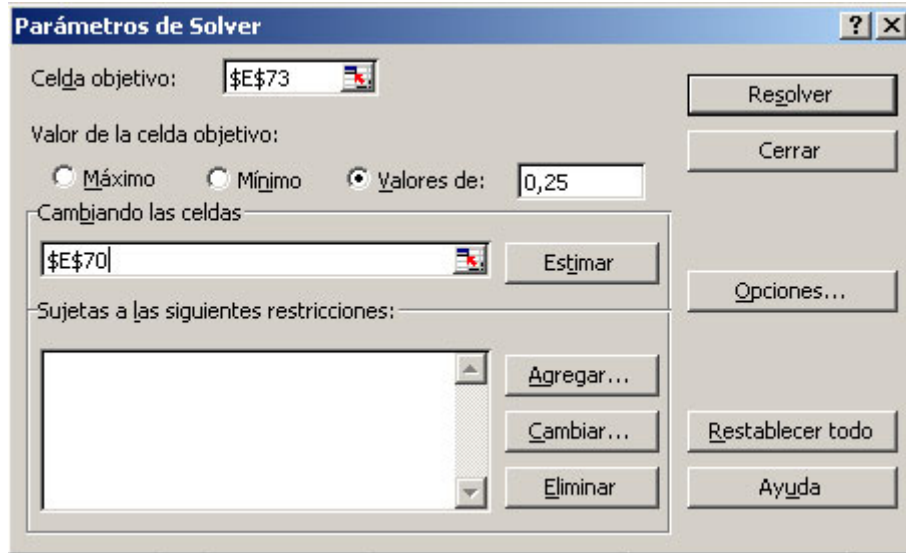 Parámetros de Solver
Celda objetivo: $E$73
Resolver
Valor de la celda objetivo:
Cerrar
Máximo Mínimo Valores de: 0,25
Cambiando las celdas
$E$70 Estimar
Opciones...
Sujetas a las siguientes restricciones:
Agregar...
Cambiar... Restablecer todo
Eliminar Ayuda